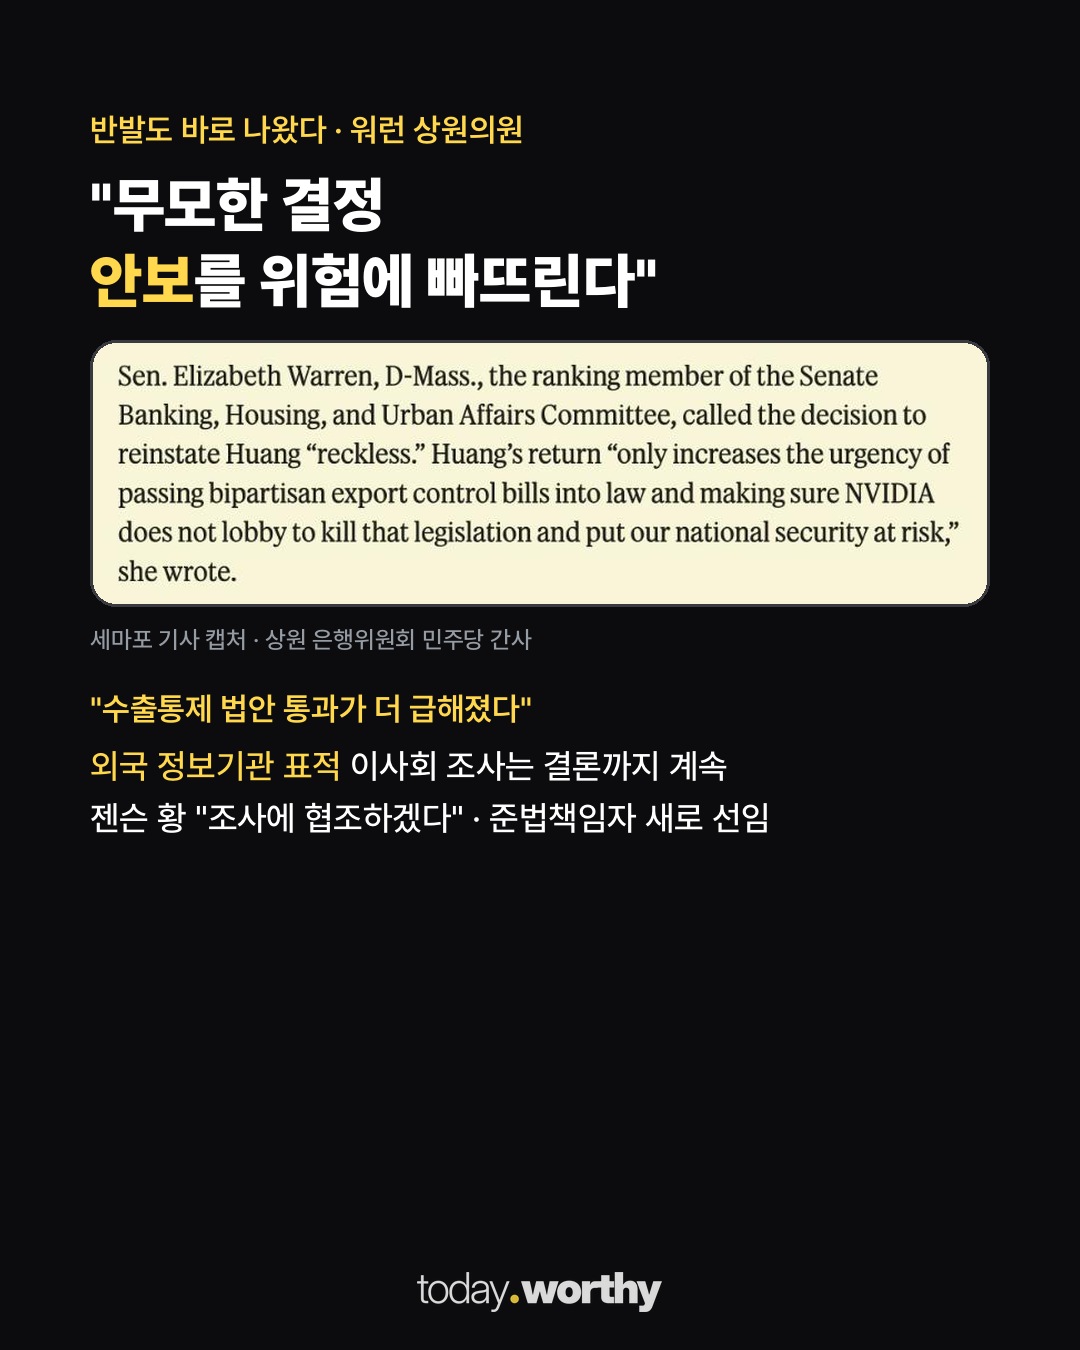 반발도 바로 나왔다 · 워런 상원의원
"무모한 결정
안보를 위험에 빠뜨린다"
Sen. Elizabeth Warren, D-Mass., the ranking member of the Senate
Banking, Housing, and Urban Affairs Committee, called the decision to
reinstate Huang “reckless.” Huang’s return “only increases the urgency of
passing bipartisan export control bills into law and making sure NVIDIA
does not lobby to kill that legislation and put our national security at risk,”
she wrote.
세마포 기사 캡처 · 상원 은행위원회 민주당 간사
"수출통제 법안 통과가 더 급해졌다"
외국 정보기관 표적 이사회 조사는 결론까지 계속
젠슨 황 "조사에 협조하겠다" · 준법책임자 새로 선임
today.worthy